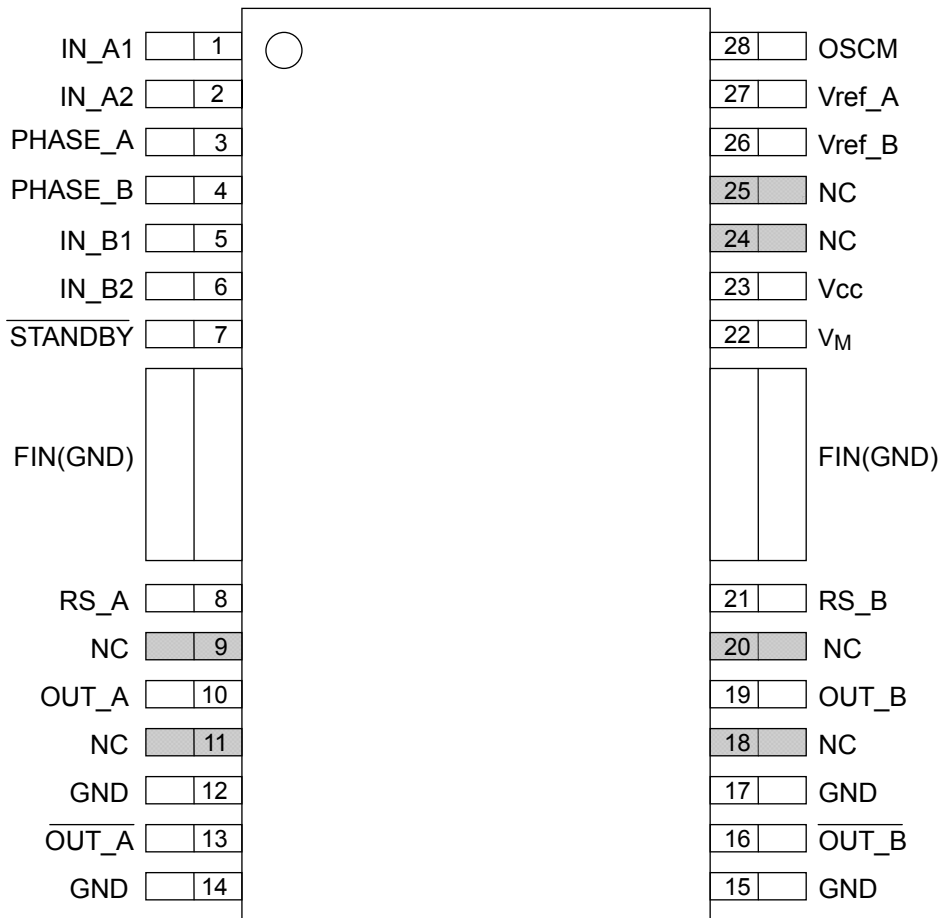 IN_A1 1 28 OSCM
IN_A2 2 27 Vref_A
PHASE_A 3 26 Vref_B
PHASE_B 4 25 NC
IN_B1 5 24 NC
IN_B2 6 23 Vcc
S̅T̅A̅N̅D̅B̅Y̅ 7 22 VM
FIN(GND) FIN(GND)
RS_A 8 21 RS_B
NC 9 20 NC
OUT_A 10 19 OUT_B
NC 11 18 NC
GND 12 17 GND
O̅U̅T̅_̅A̅ 13 16 O̅U̅T̅_̅B̅
GND 14 15 GND